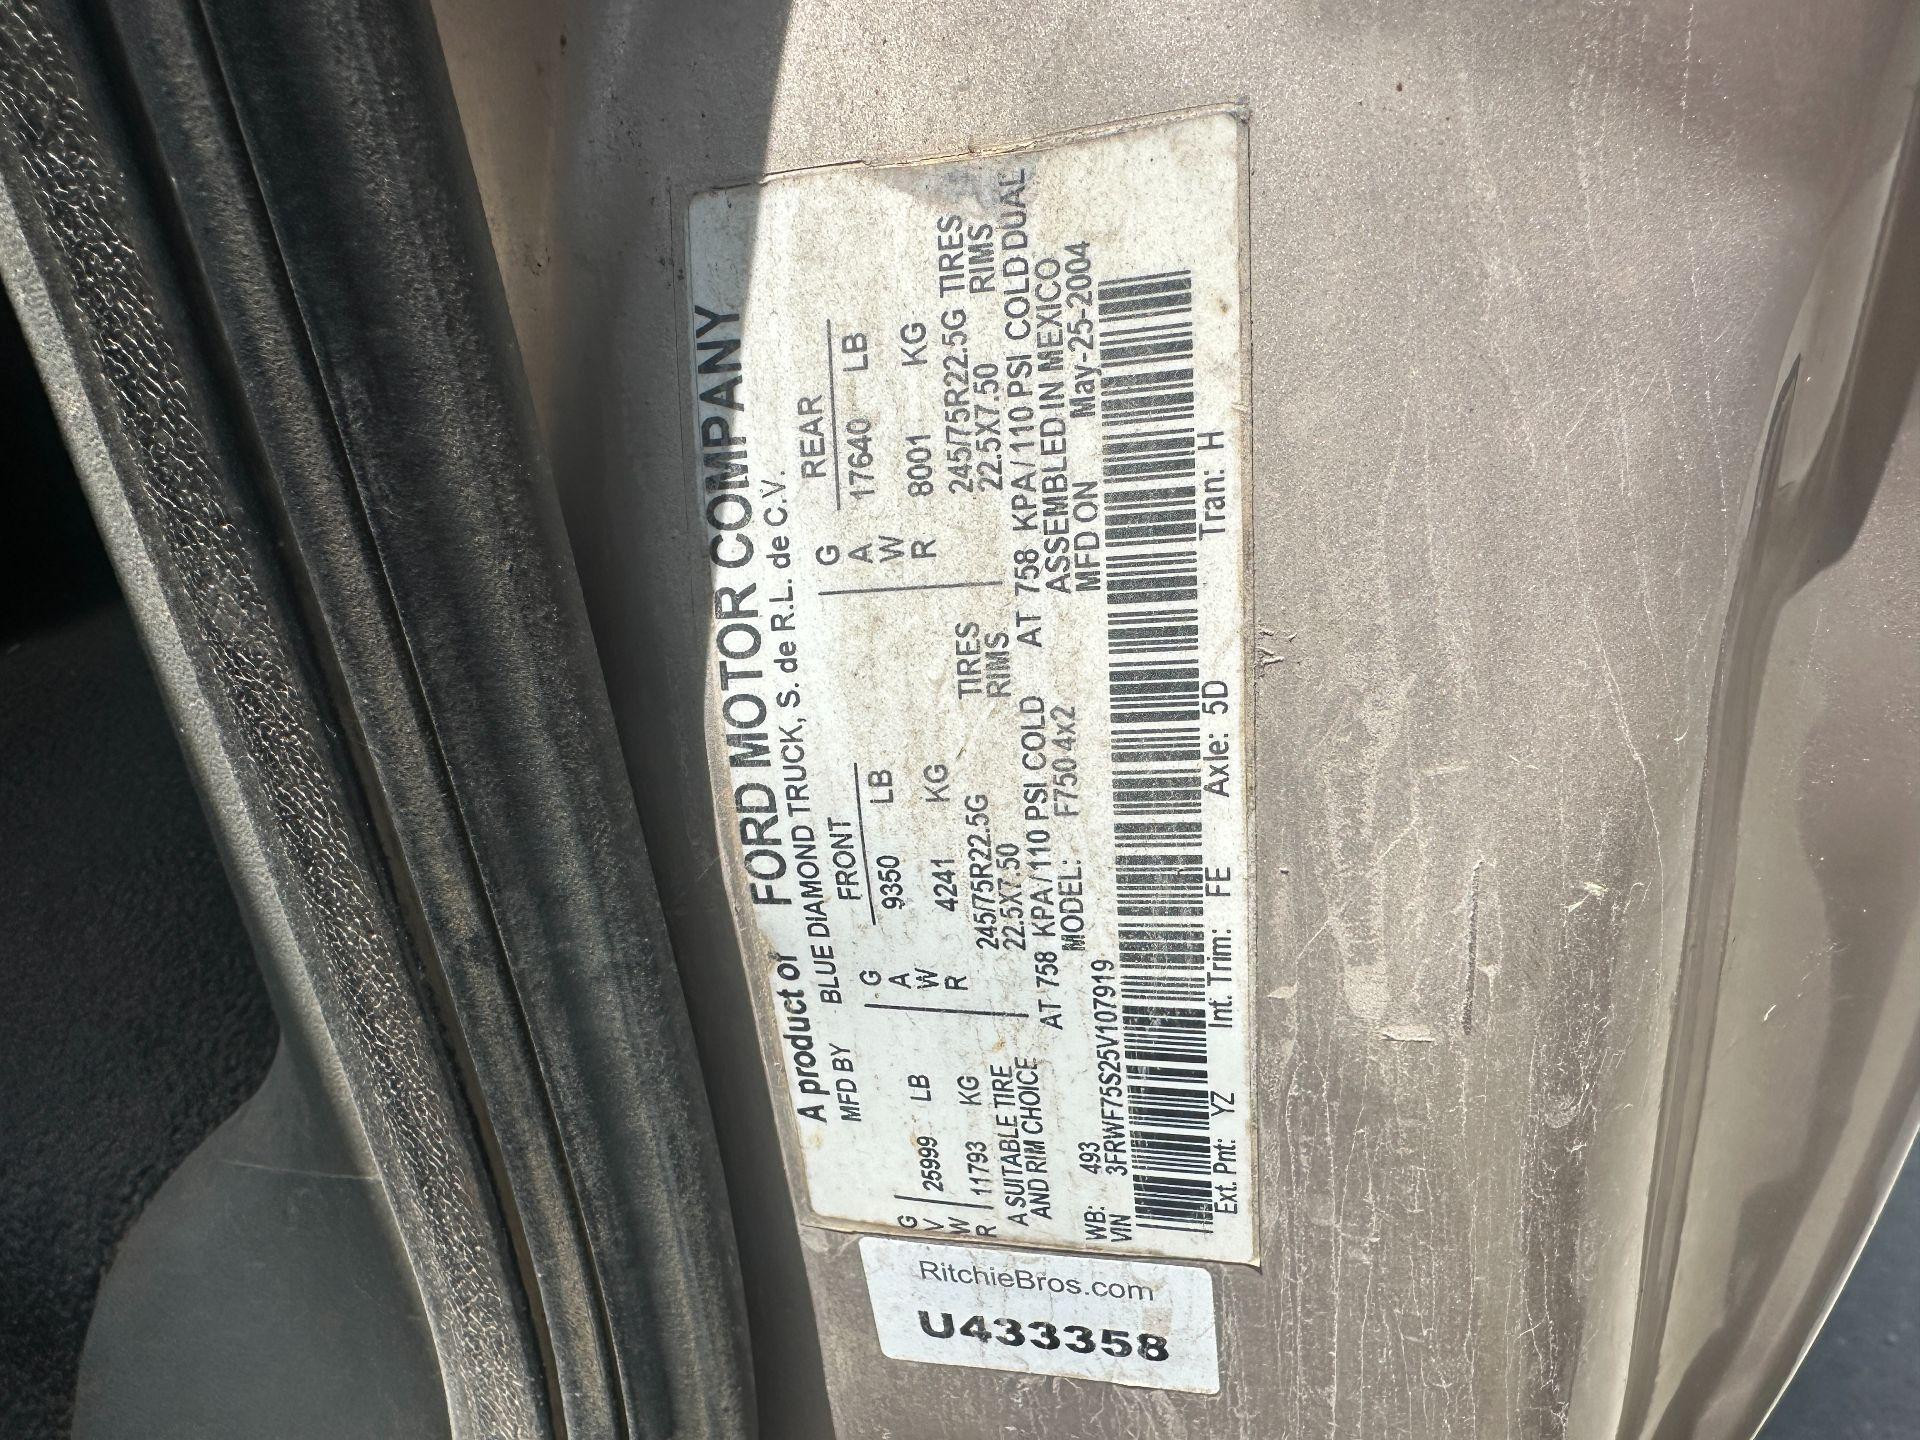 A product of FORD MOTOR COMPANY
MFD BY BLUE DIAMOND TRUCK, S. de R.L. de C.V.
FRONT REAR
GVWR 25999 LB GAWR 9350 LB GAWR 17640 LB
11793 KG 4241 KG 8001 KG
A SUITABLE TIRE 245/75R22.5G TIRES 245/75R22.5G TIRES
AND RIM CHOICE 22.5X7.50 RIMS 22.5X7.50 RIMS
AT 758 KPA/110 PSI COLD AT 758 KPA/110 PSI COLD DUAL
MODEL: F750 4x2 ASSEMBLED IN MEXICO
WB: 493 MFD ON May-25-2004
VIN 3FRWF75S25V107919
Ext. Pnt: YZ Int. Trim: FE Axle: 5D Tran: H
RitchieBros.com
U433358